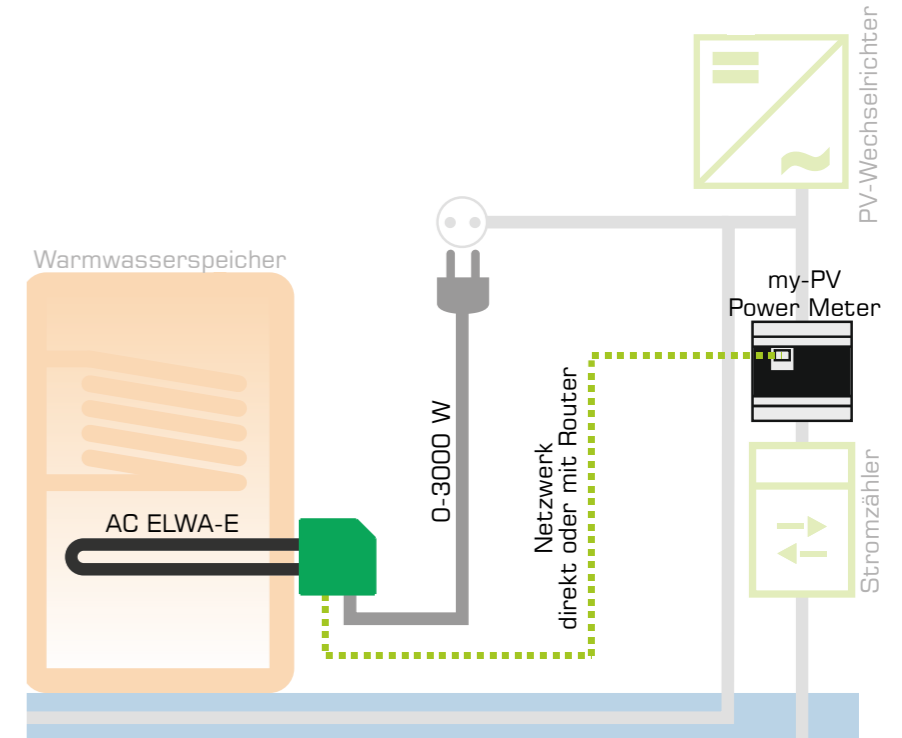 PV-Wechselrichter
Warmwasserspeicher
my-PV
Power Meter
0-3000 W
Netzwerk
direkt oder mit Router
AC ELWA-E
Stromzähler